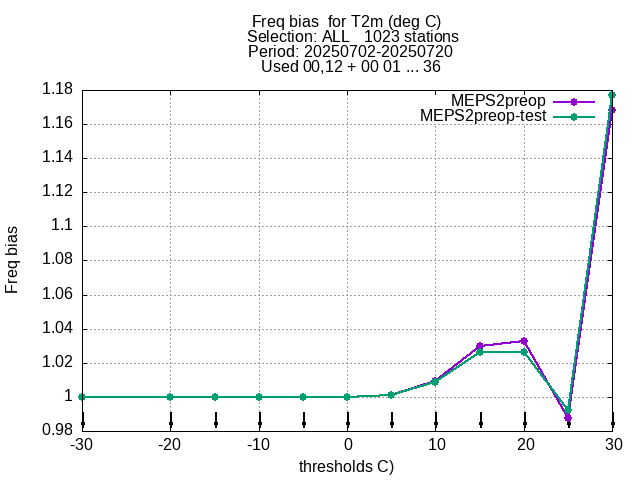 Freq bias  for T2m (deg C)
Selection: ALL   1023 stations
Period: 20250702-20250720
Used 00,12 + 00 01 ... 36
MEPS2preop
MEPS2preop-test
1.18
1.16
1.14
1.12
1.1
1.08
1.06
1.04
1.02
1
0.98
Freq bias
-30 -20 -10 0 10 20 30
thresholds C)